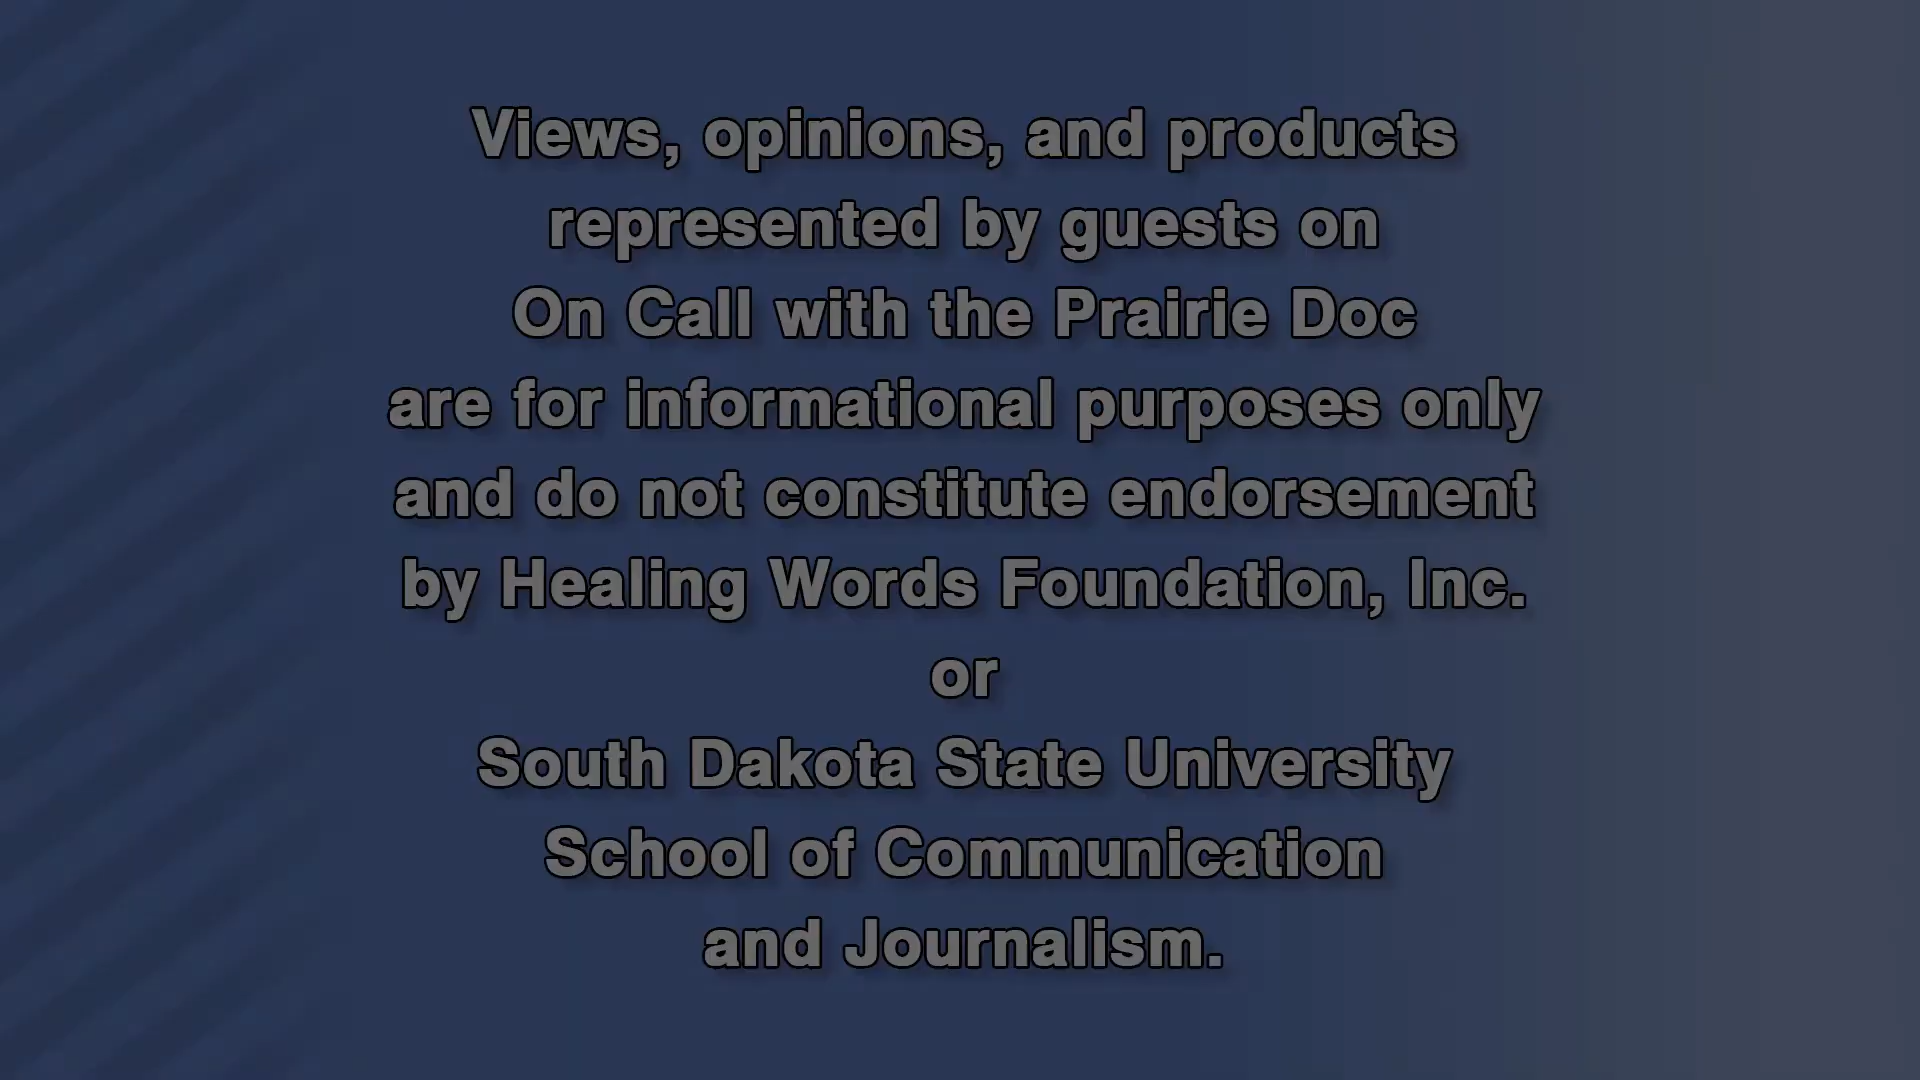 Views, opinions, and products
represented by guests on
On Call with the Prairie Doc
are for informational purposes only
and do not constitute endorsement
by Healing Words Foundation, Inc.
or
South Dakota State University
School of Communication
and Journalism.